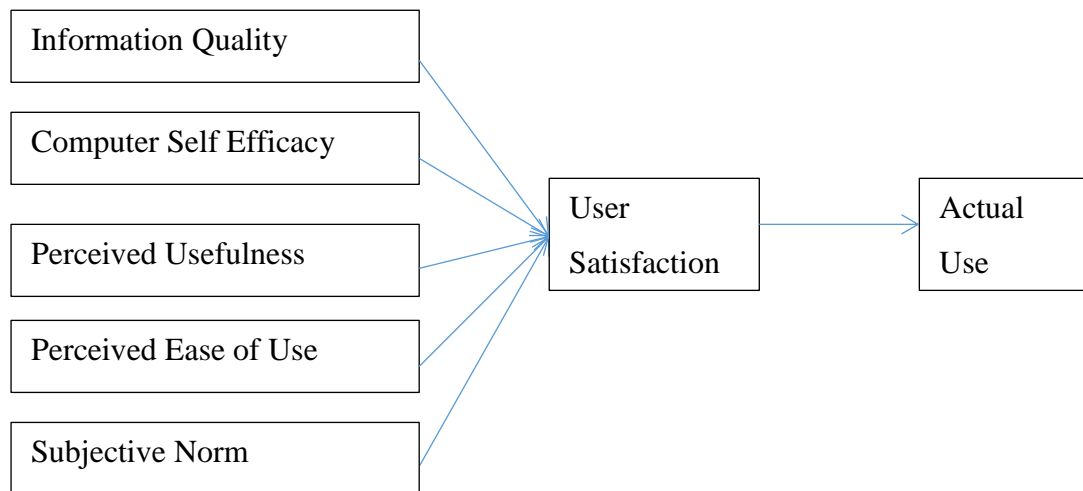 Information Quality
Computer Self Efficacy
Perceived Usefulness
Perceived Ease of Use
Subjective Norm
User
Satisfaction
Actual
Use